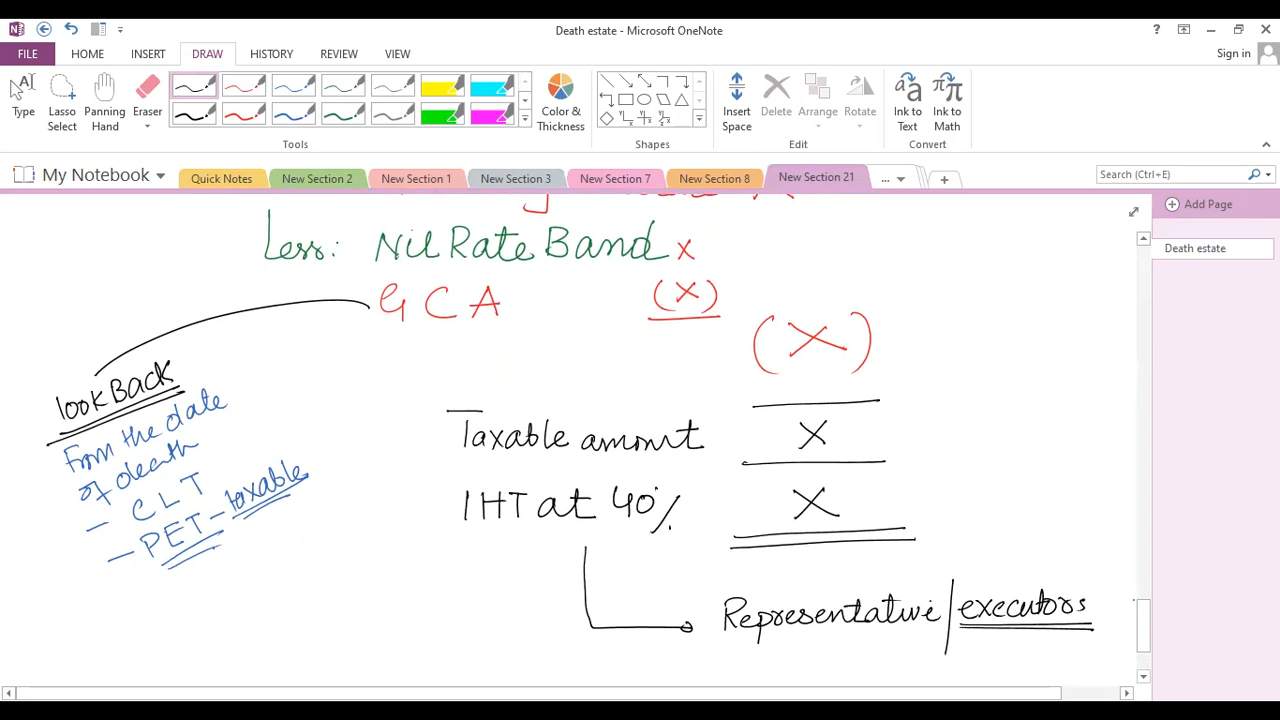 Death estate - Microsoft OneNote
?
Sign in
FILE HOME INSERT DRAW HISTORY REVIEW VIEW
Type
Lasso Select
Panning Hand
Eraser
Color & Thickness
Insert Space
Delete
Arrange
Rotate
Ink to Text
Ink to Math
Tools
Shapes
Edit
Convert
My Notebook
Quick Notes
New Section 2
New Section 1
New Section 3
New Section 7
New Section 8
New Section 21
...
Search (Ctrl+E)
Add Page
Death estate
Less: Nil Rate Band X
G C A (X)
(X)
look Back
From the date
of death
- CLT
- PET - taxable
Taxable amount X
IHT at 40% X
Representative / executors